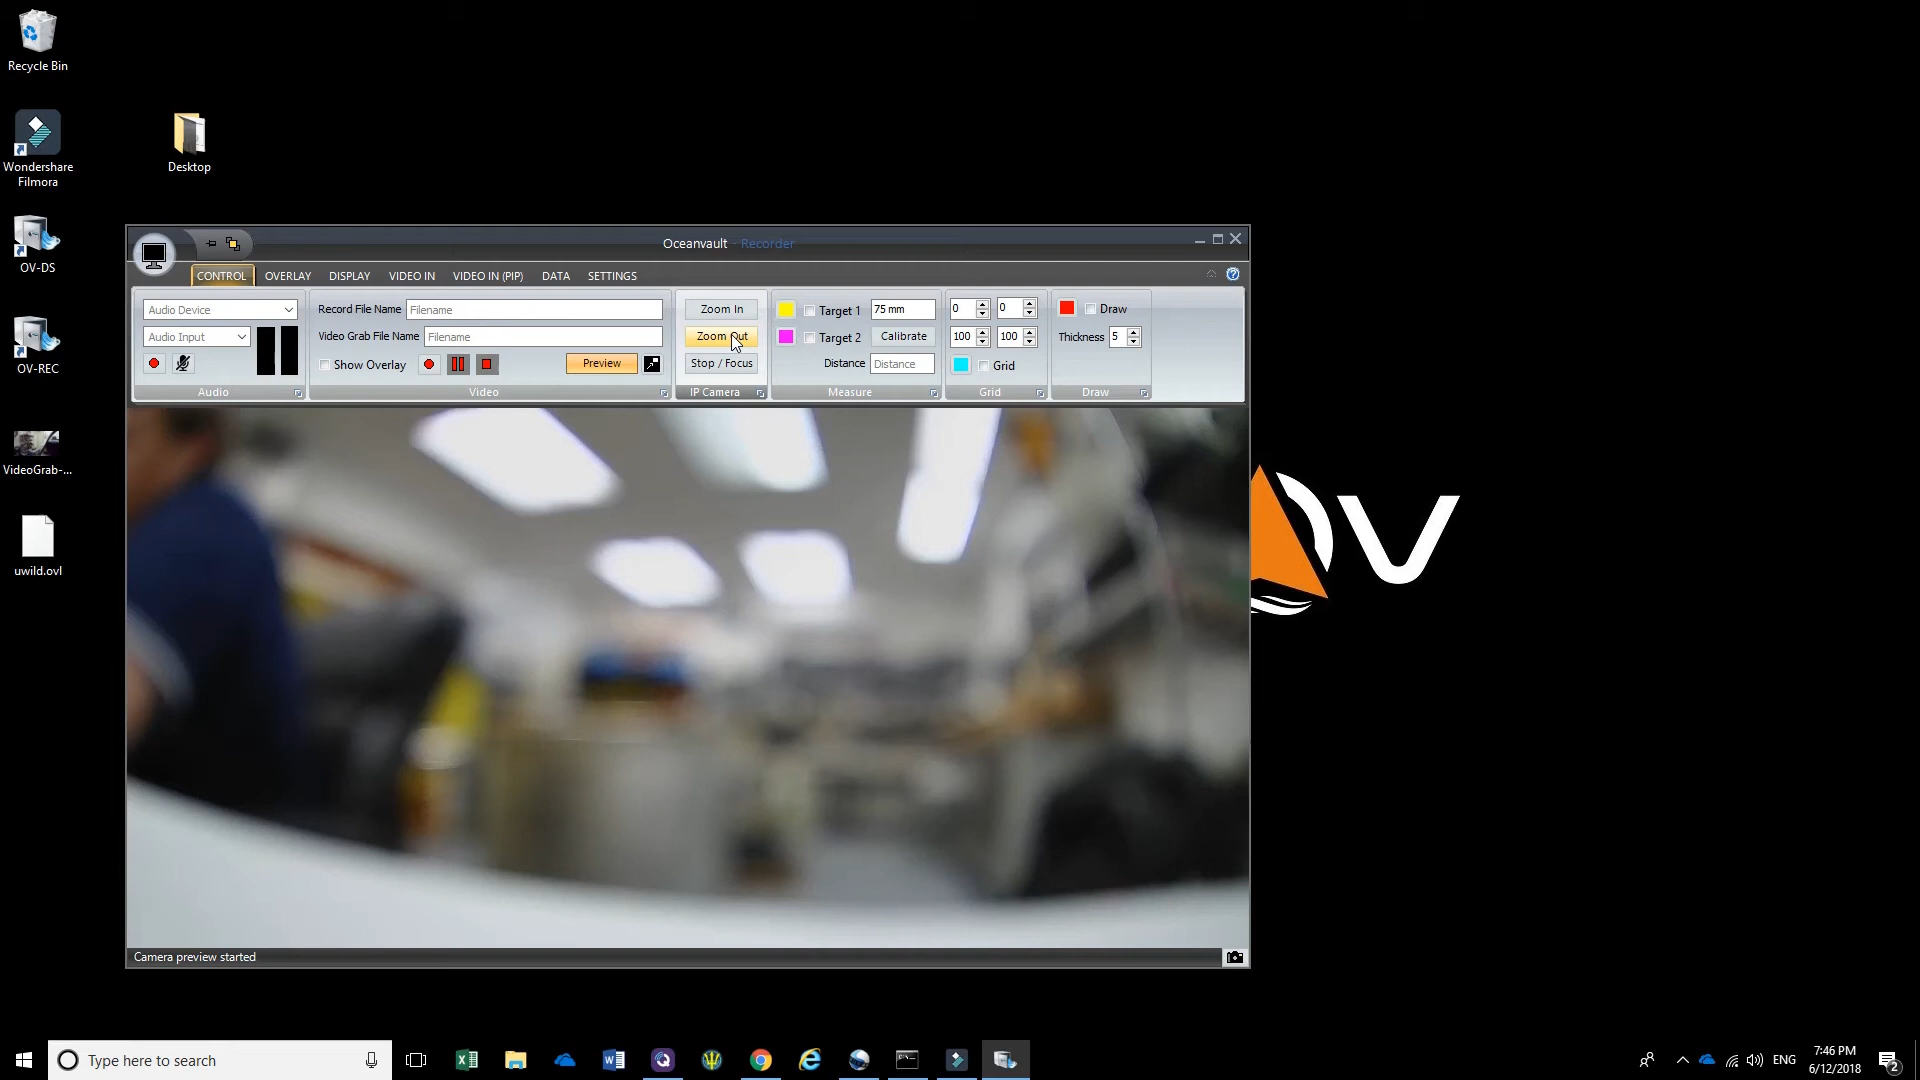 Recycle Bin
Wondershare
Filmora
Desktop
OV-DS
OV-REC
VideoGrab-...
uwild.ovl
Oceanvault - Recorder
CONTROL OVERLAY DISPLAY VIDEO IN VIDEO IN (PIP) DATA SETTINGS
Audio Device
Audio Input
Audio
Record File Name Filename
Video Grab File Name Filename
Show Overlay Preview
Video
Zoom In
Zoom Out
Stop / Focus
IP Camera
Target 1 75 mm
Target 2 Calibrate
Distance Distance
Measure
0 0
100 100
Grid
Grid
Draw
Thickness 5
Draw
OV
Camera preview started
Type here to search
ENG
7:46 PM
6/12/2018
2